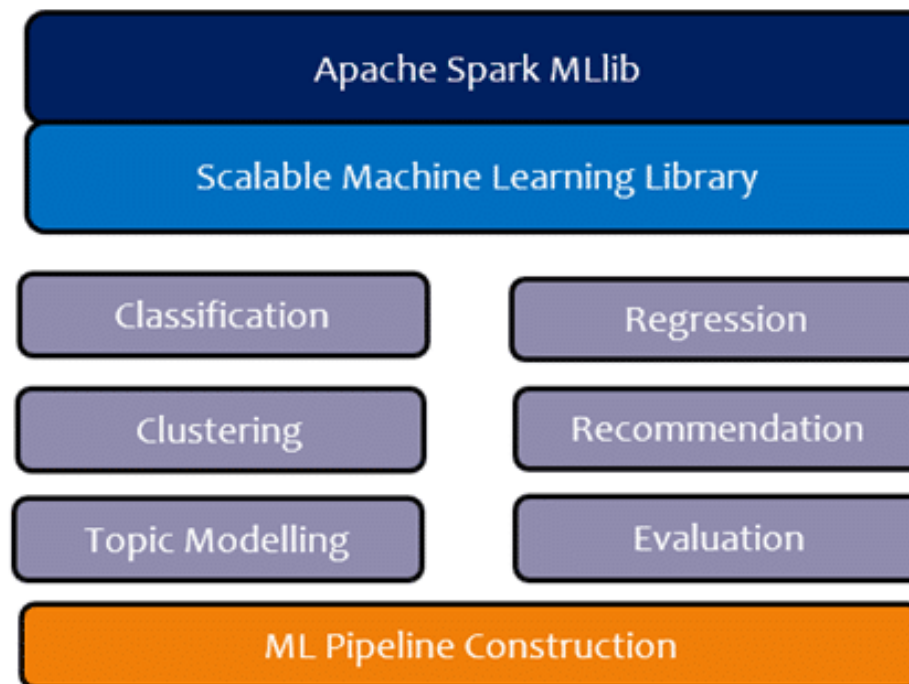 Apache Spark MLlib
Scalable Machine Learning Library
Classification
Regression
Clustering
Recommendation
Topic Modelling
Evaluation
ML Pipeline Construction